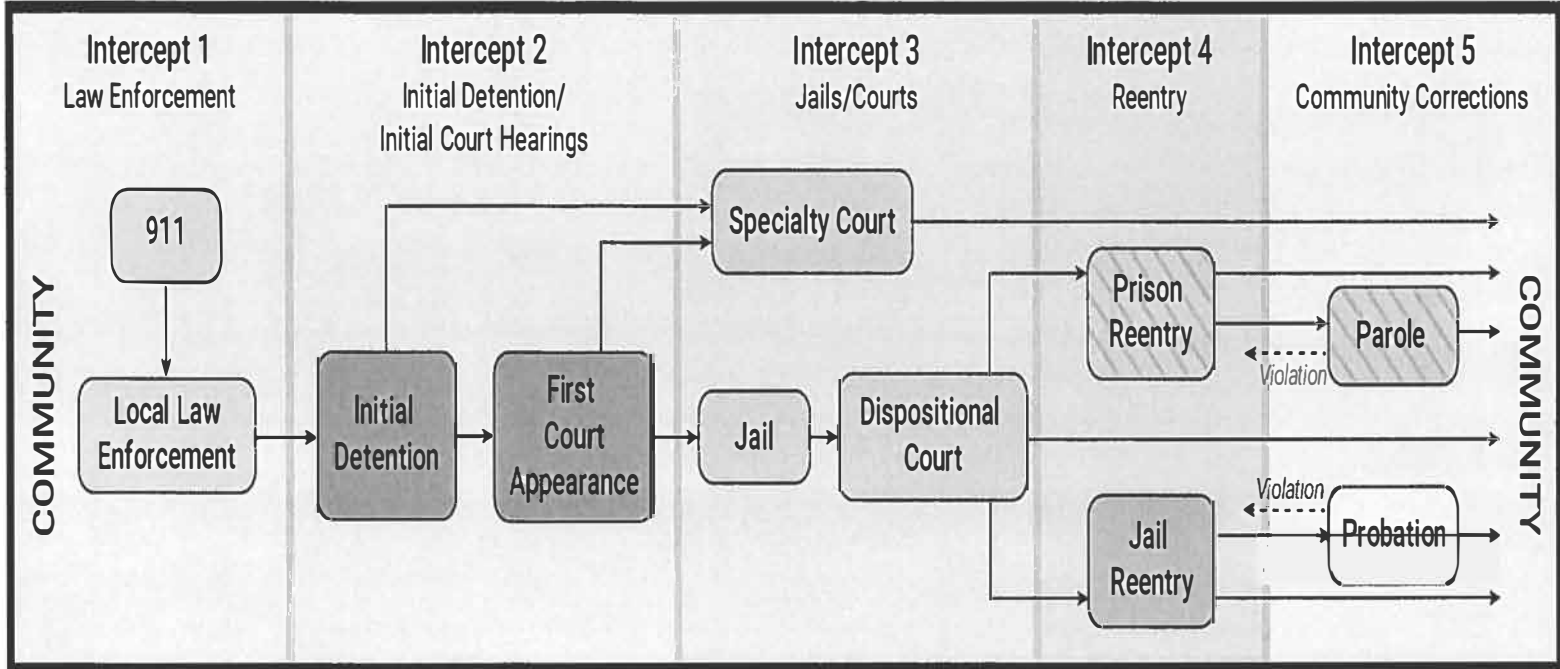 Intercept 1
Law Enforcement
Intercept 2
Initial Detention/
Initial Court Hearings
Intercept 3
Jails/Courts
Intercept 4
Reentry
Intercept 5
Community Corrections
COMMUNITY
911
Local Law
Enforcement
Initial
Detention
First
Court
Appearance
Specialty Court
Jail
Dispositional
Court
Prison
Reentry
Violation
Parole
Jail
Reentry
Violation
Probation
COMMUNITY